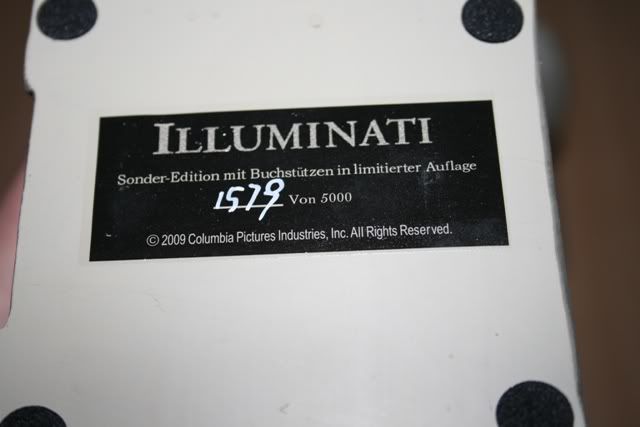 ILLUMINATI
Sonder-Edition mit Buchstützen in limitierter Auflage
1579 Von 5000
© 2009 Columbia Pictures Industries, Inc. All Rights Reserved.